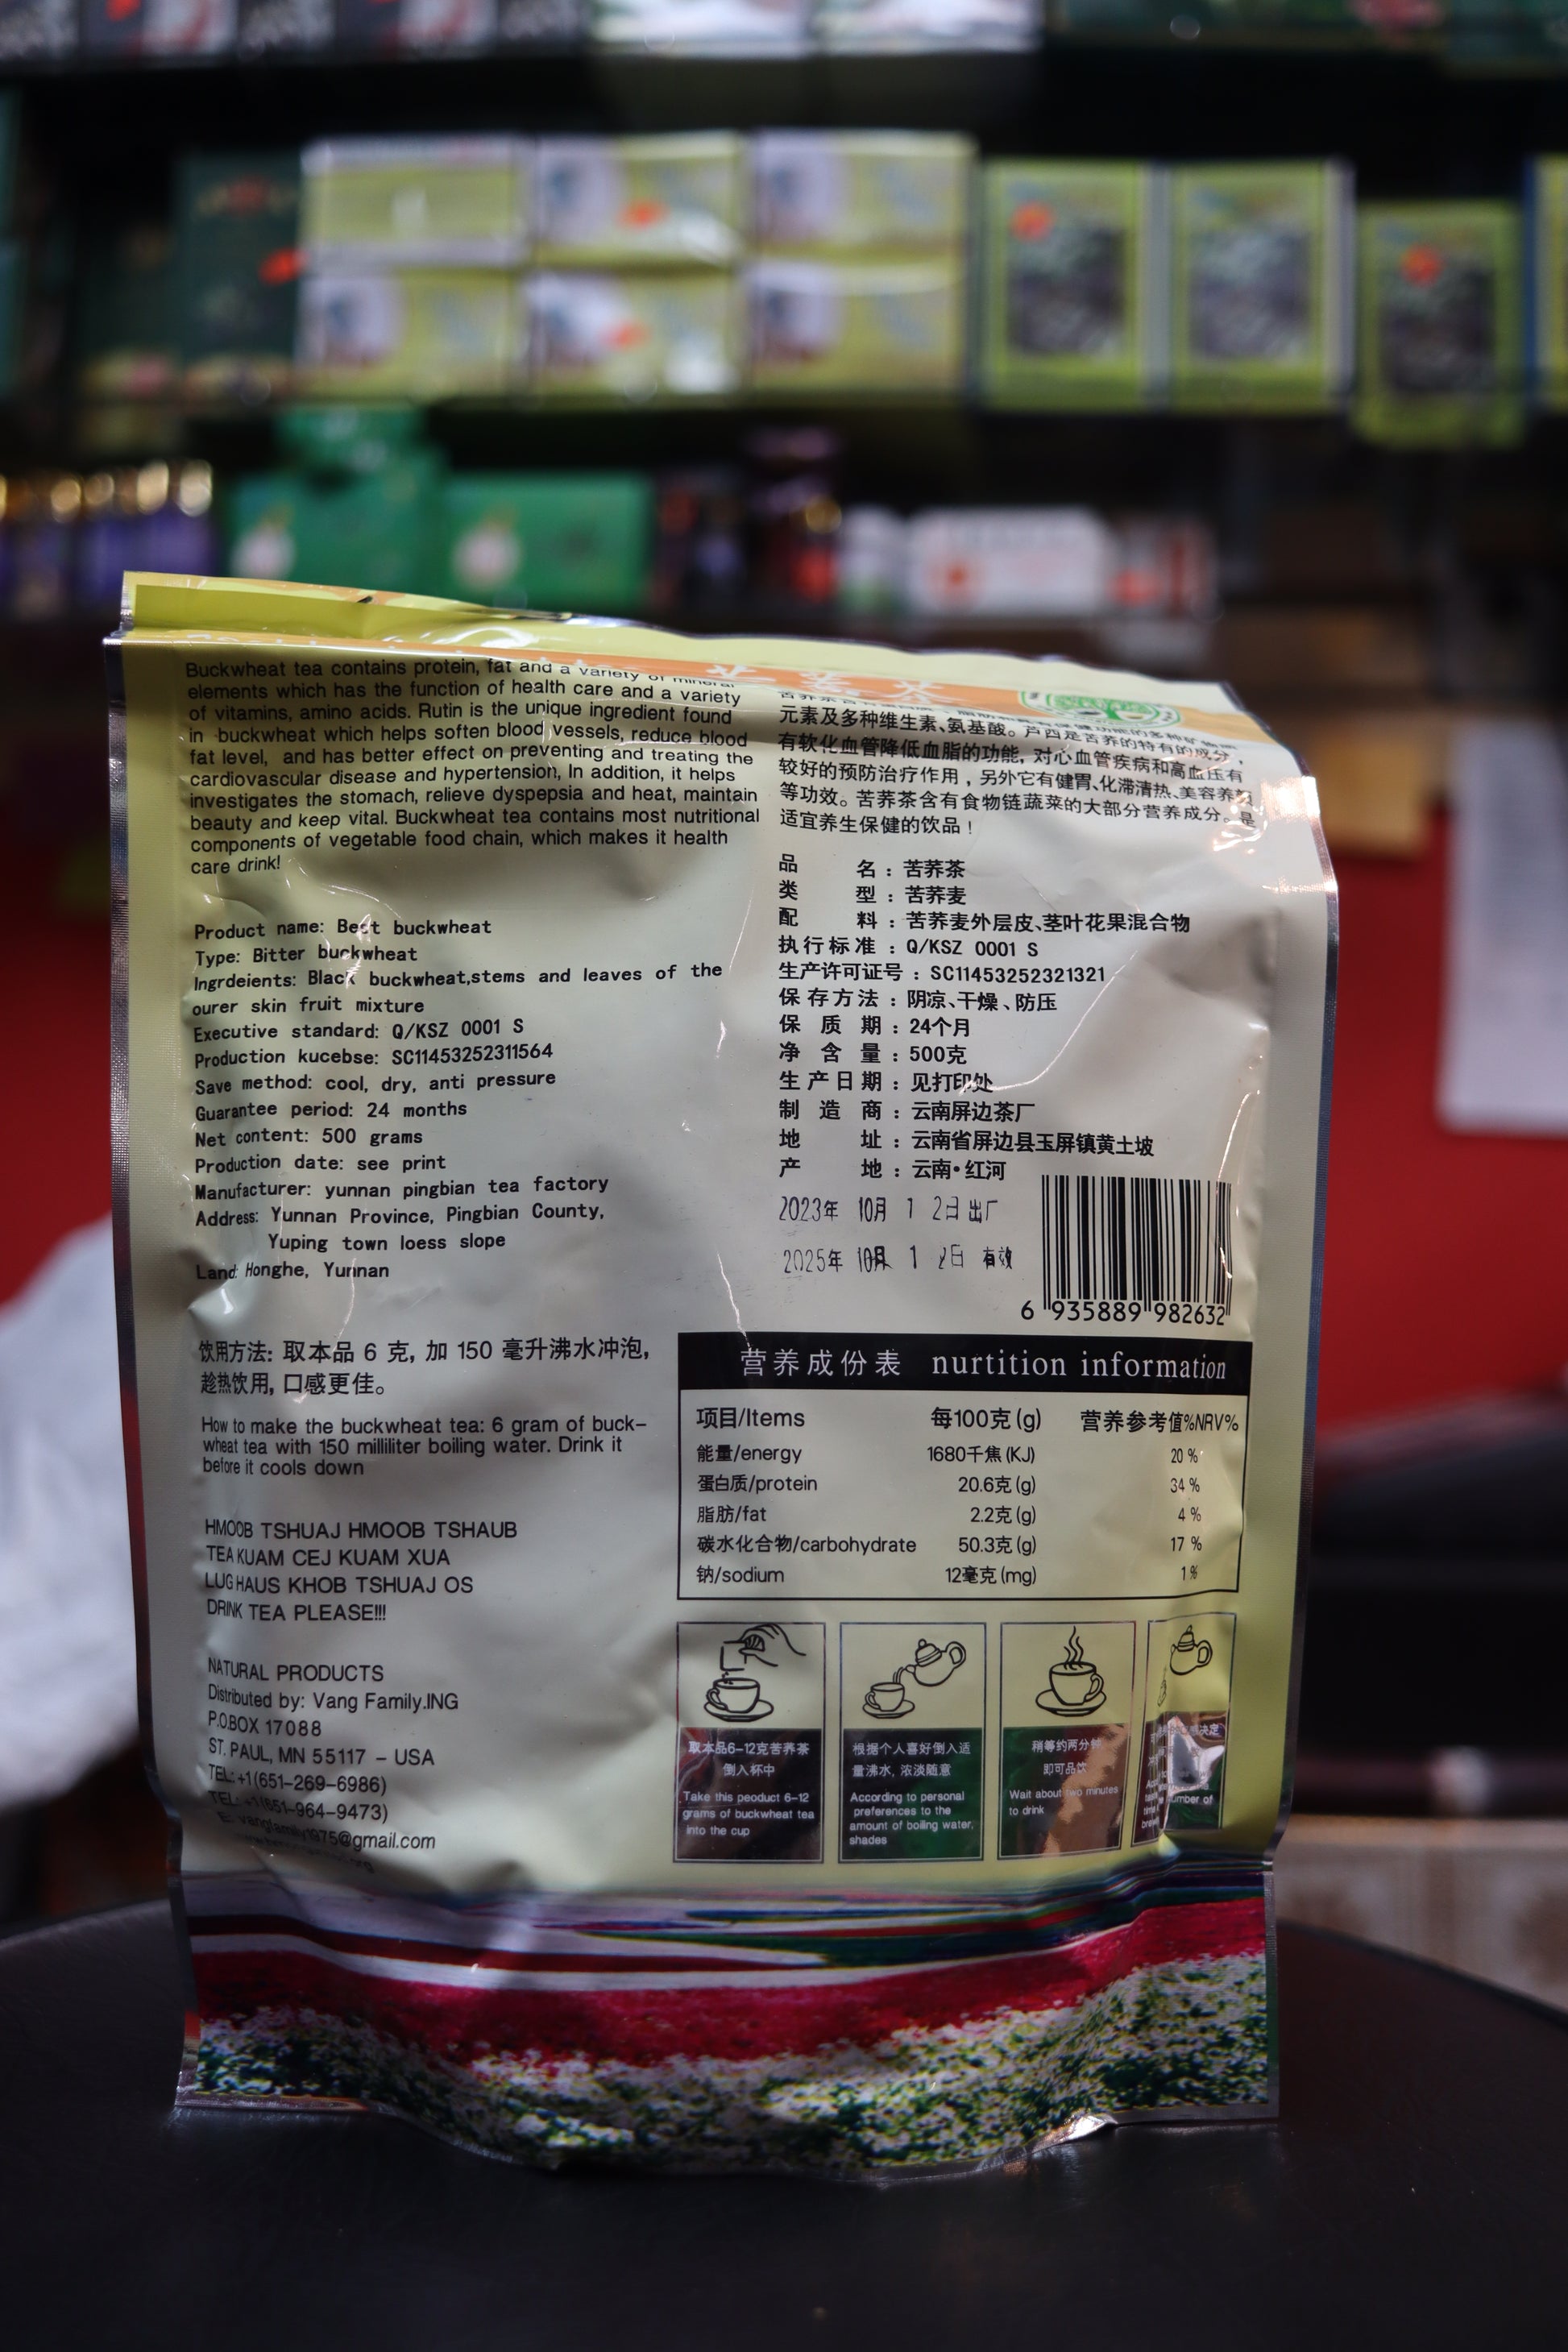 Buckwheat tea contains protein, fat and a variety of mineral
elements which has the function of health care and a variety
of vitamins, amino acids. Rutin is the unique ingredient found
in -buckwheat which helps soften blood vessels, reduce blood
fat level, and has better effect on preventing and treating the
cardiovascular disease and hypertension, In addition, it helps
investigates the stomach, relieve dyspepsia and heat, maintain
beauty and keep vital. Buckwheat tea contains most nutritional
components of vegetable food chain, which makes it health
care drink!
元素及多种维生素、氨基酸。芦西是苦荞的特有的成分,
有软化血管降低血脂的功能, 对心血管疾病和高血压有
较好的预防治疗作用, 另外它有健胃、化滞清热、美容养颜
等功效。苦荞茶含有食物链蔬菜的大部分营养成分。是
适宜养生保健的饮品!
Product name: Best buckwheat
Type: Bitter buckwheat
Ingrdeients: Black buckwheat,stems and leaves of the
ourer skin fruit mixture
Executive standard: Q/KSZ 0001 S
Production kucebse: SC11453252311564
Save method: cool, dry, anti pressure
Guarantee period: 24 months
Net content: 500 grams
Production date: see print
Manufacturer: yunnan pingbian tea factory
Address: Yunnan Province, Pingbian County,
Yuping town loess slope
Land: Honghe, Yunnan
品 名: 苦荞茶
类 型: 苦荞麦
配 料: 苦荞麦外层皮、茎叶花果混合物
执行标准: Q/KSZ 0001 S
生产许可证号: SC11453252321321
保存方法: 阴凉、干燥、防压
保 质 期: 24个月
净 含 量: 500克
生产日期: 见打印处
制 造 商: 云南屏边茶厂
地 址: 云南省屏边县玉屏镇黄土坡
产 地: 云南•红河
2023年 10月 1 2日出厂
2025年 10月 1 2日 有效
6 935889 982632
饮用方法: 取本品 6 克, 加 150 毫升沸水冲泡,
趁热饮用, 口感更佳。
How to make the buckwheat tea: 6 gram of buck-
wheat tea with 150 milliliter boiling water. Drink it
before it cools down
HMOOB TSHUAJ HMOOB TSHAUB
TEA KUAM CEJ KUAM XUA
LUG HAUS KHOB TSHUAJ OS
DRINK TEA PLEASE!!!
NATURAL PRODUCTS
Distributed by: Vang Family.ING
P.O.BOX 17088
ST. PAUL, MN 55117 - USA
TEL: +1(651-269-6986)
TEL: +1(651-964-9473)
E: vangfamily1975@gmail.com
营养成份表 nurtition information
项目/Items 每100克(g) 营养参考值%NRV%
能量/energy 1680千焦(KJ) 20%
蛋白质/protein 20.6克(g) 34%
脂肪/fat 2.2克(g) 4%
碳水化合物/carbohydrate 50.3克(g) 17%
钠/sodium 12毫克(mg) 1%
取本品6-12克苦荞茶
倒入杯中
Take this peoduct 6-12
grams of buckwheat tea
into the cup
根据个人喜好倒入适
量沸水, 浓淡随意
According to personal
preferences to the
amount of boiling water.
shades
稍等约两分钟
即可品饮
Wait about two minutes
to drink
决定
number of